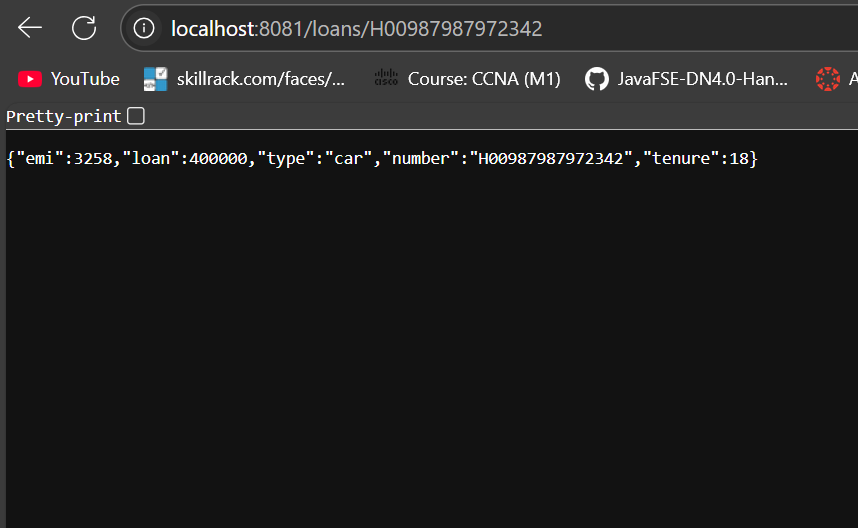 localhost:8081/loans/H00987987972342
YouTube skillrack.com/faces/... cisco Course: CCNA (M1) JavaFSE-DN4.0-Han... A
Pretty-print
{"emi":3258,"loan":400000,"type":"car","number":"H00987987972342","tenure":18}